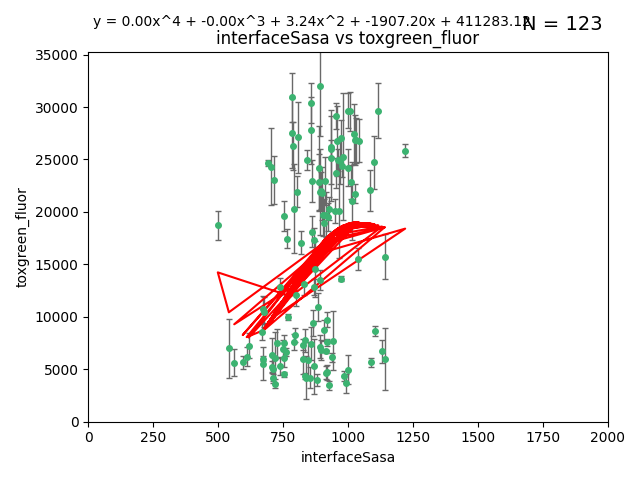 y = 0.00x^4 + -0.00x^3 + 3.24x^2 + -1907.20x + 411283.12
N = 123
interfaceSasa vs toxgreen_fluor
35000
30000
25000
20000
15000
10000
5000
0
toxgreen_fluor
0 250 500 750 1000 1250 1500 1750 2000
interfaceSasa